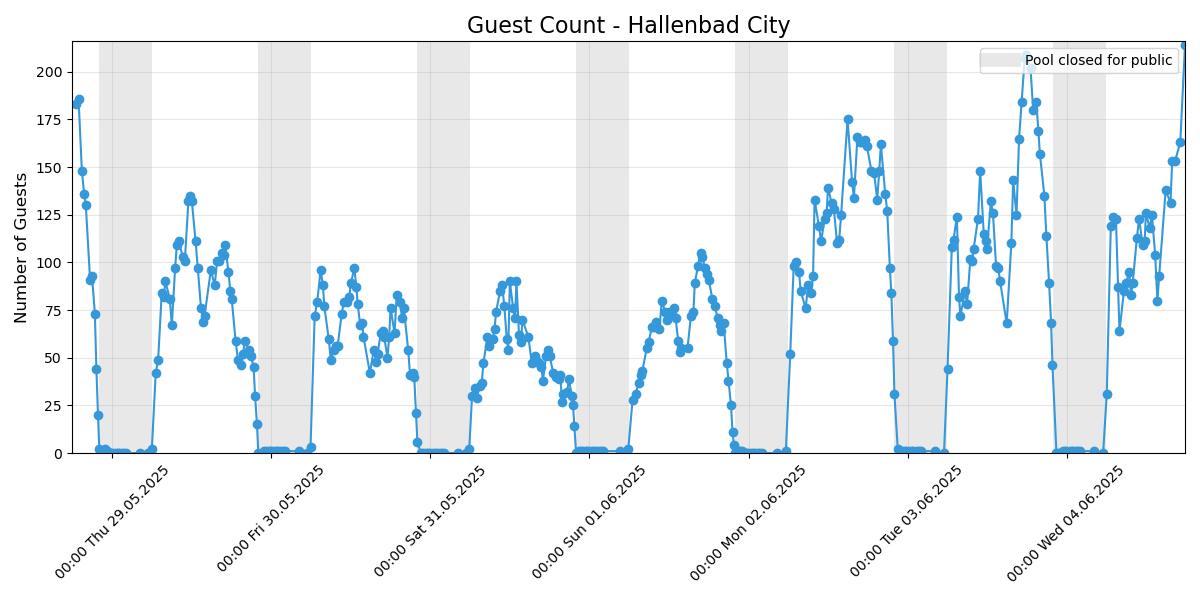 Guest Count - Hallenbad City
Pool closed for public
Number of Guests
200
175
150
125
100
75
50
25
0
00:00 Thu 29.05.2025
00:00 Fri 30.05.2025
00:00 Sat 31.05.2025
00:00 Sun 01.06.2025
00:00 Mon 02.06.2025
00:00 Tue 03.06.2025
00:00 Wed 04.06.2025